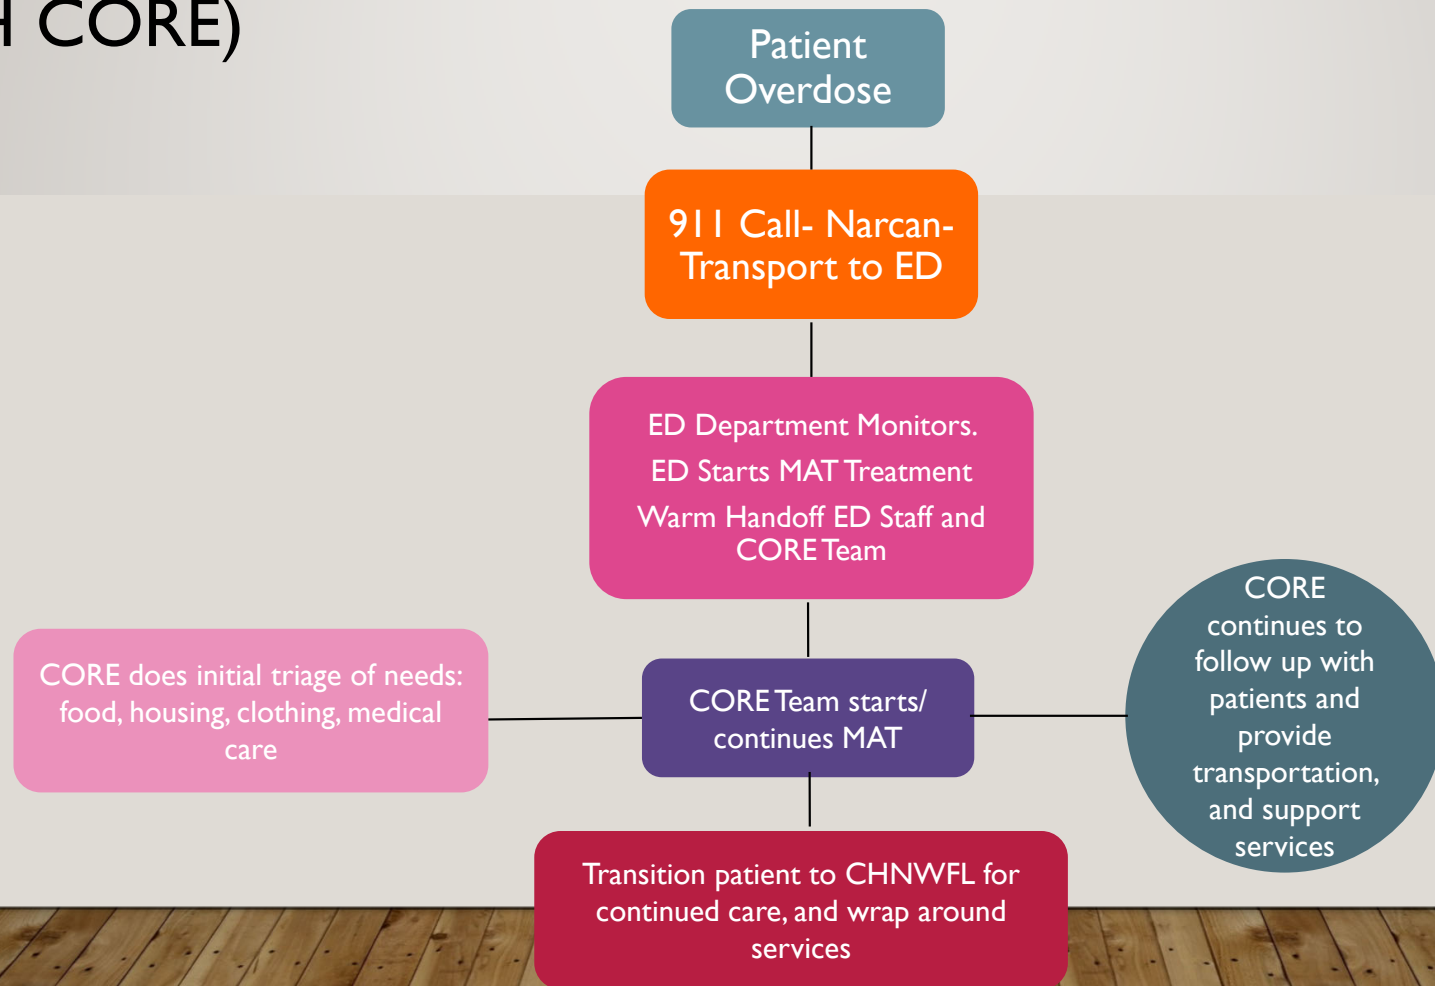 CORE)
Patient
Overdose
911 Call- Narcan-
Transport to ED
ED Department Monitors.
ED Starts MAT Treatment
Warm Handoff ED Staff and
CORE Team
CORE does initial triage of needs:
food, housing, clothing, medical
care
CORE Team starts/
continues MAT
CORE
continues to
follow up with
patients and
provide
transportation,
and support
services
Transition patient to CHNWFL for
continued care, and wrap around
services